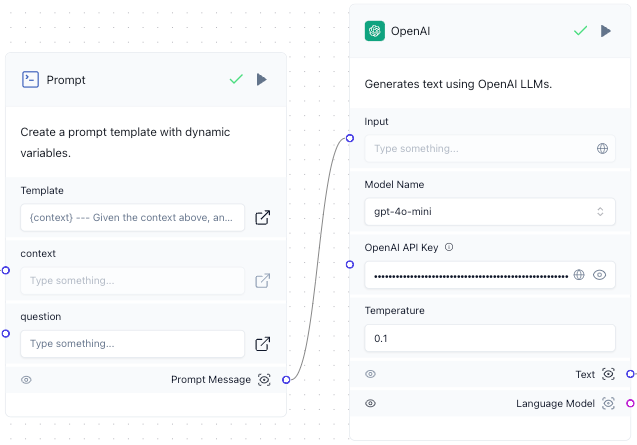 Prompt
Create a prompt template with dynamic
variables.
Template
{context} --- Given the context above, an...
context
Type something...
question
Type something...
Prompt Message
OpenAI
Generates text using OpenAI LLMs.
Input
Type something...
Model Name
gpt-4o-mini
OpenAI API Key
Temperature
0.1
Text
Language Model